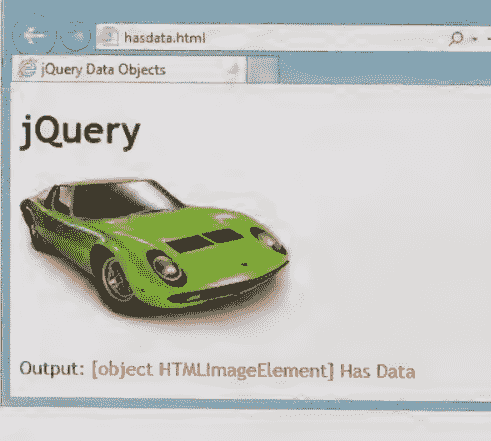 hasdata.html
jQuery Data Objects
jQuery
Output: [object HTMLImageElement] Has Data